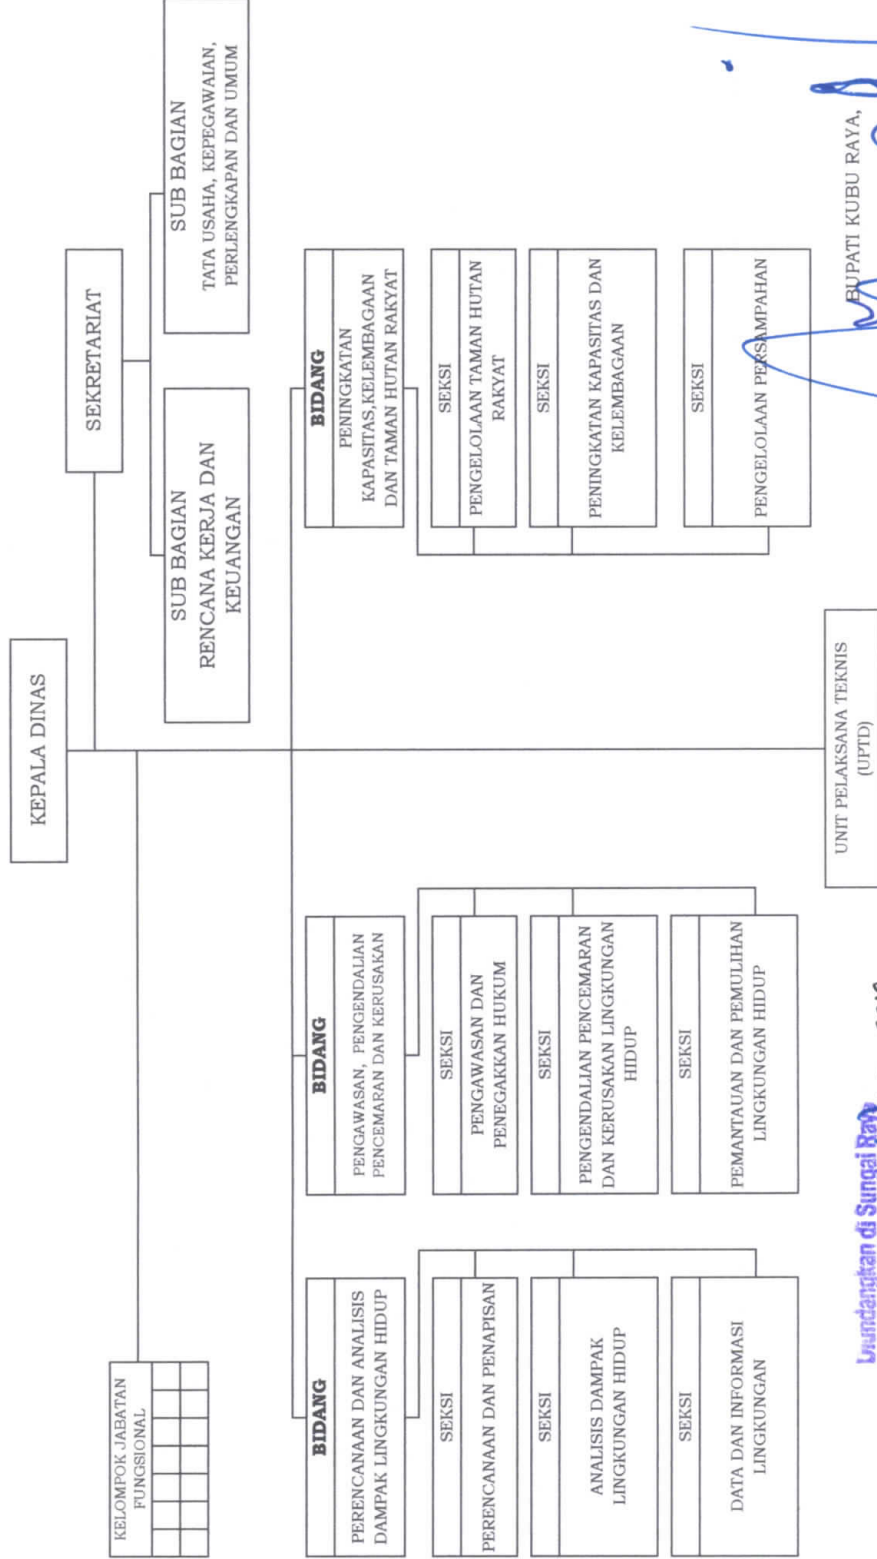 KEPALA DINAS
SEKRETARIAT
KELOMPOK JABATAN
FUNGSIONAL
SUB BAGIAN
RENCANA KERJA DAN
KEUANGAN
SUB BAGIAN
TATA USAHA, KEPEGAWAIAN,
PERLENGKAPAN DAN UMUM
BIDANG
PERENCANAAN DAN ANALISIS
DAMPAK LINGKUNGAN HIDUP
SEKSI
PERENCANAAN DAN PENAPISAN
SEKSI
ANALISIS DAMPAK
LINGKUNGAN HIDUP
SEKSI
DATA DAN INFORMASI
LINGKUNGAN
BIDANG
PENGAWASAN, PENGENDALIAN
PENCEMARAN DAN KERUSAKAN
SEKSI
PENGAWASAN DAN
PENEGAKKAN HUKUM
SEKSI
PENGENDALIAN PENCEMARAN
DAN KERUSAKAN LINGKUNGAN
HIDUP
SEKSI
PEMANTAUAN DAN PEMULIHAN
LINGKUNGAN HIDUP
BIDANG
PENINGKATAN
KAPASITAS,KELEMBAGAAN
DAN TAMAN HUTAN RAKYAT
SEKSI
PENGELOLAAN TAMAN HUTAN
RAKYAT
SEKSI
PENINGKATAN KAPASITAS DAN
KELEMBAGAAN
SEKSI
PENGELOLAAN PERSAMPAHAN
UNIT PELAKSANA TEKNIS
(UPTD)
BUPATI KUBU RAYA,
Diundangkan di Sungai Raya